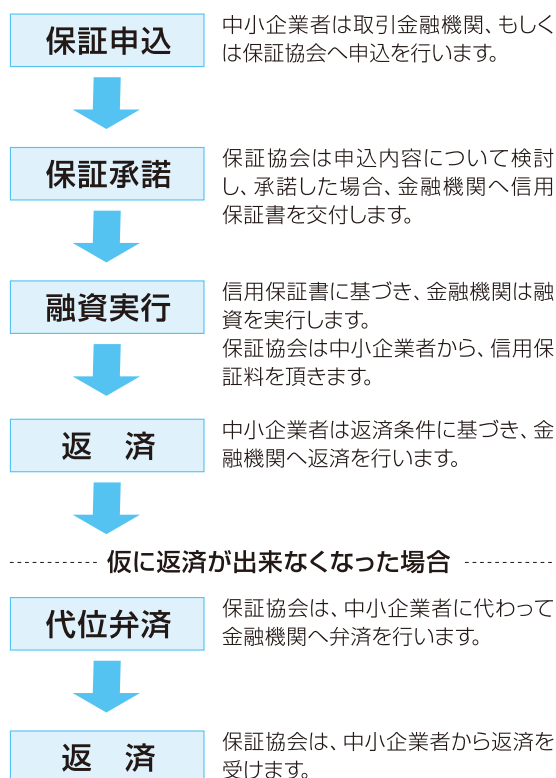 保証申込
中小企業者は取引金融機関、もしく
は保証協会へ申込を行います。
保証承諾
保証協会は申込内容について検討
し、承諾した場合、金融機関へ信用
保証書を交付します。
融資実行
信用保証書に基づき、金融機関は融
資を実行します。
保証協会は中小企業者から、信用保
証料を頂きます。
返　済
中小企業者は返済条件に基づき、金
融機関へ返済を行います。
仮に返済が出来なくなった場合
代位弁済
保証協会は、中小企業者に代わって
金融機関へ弁済を行います。
返　済
保証協会は、中小企業者から返済を
受けます。